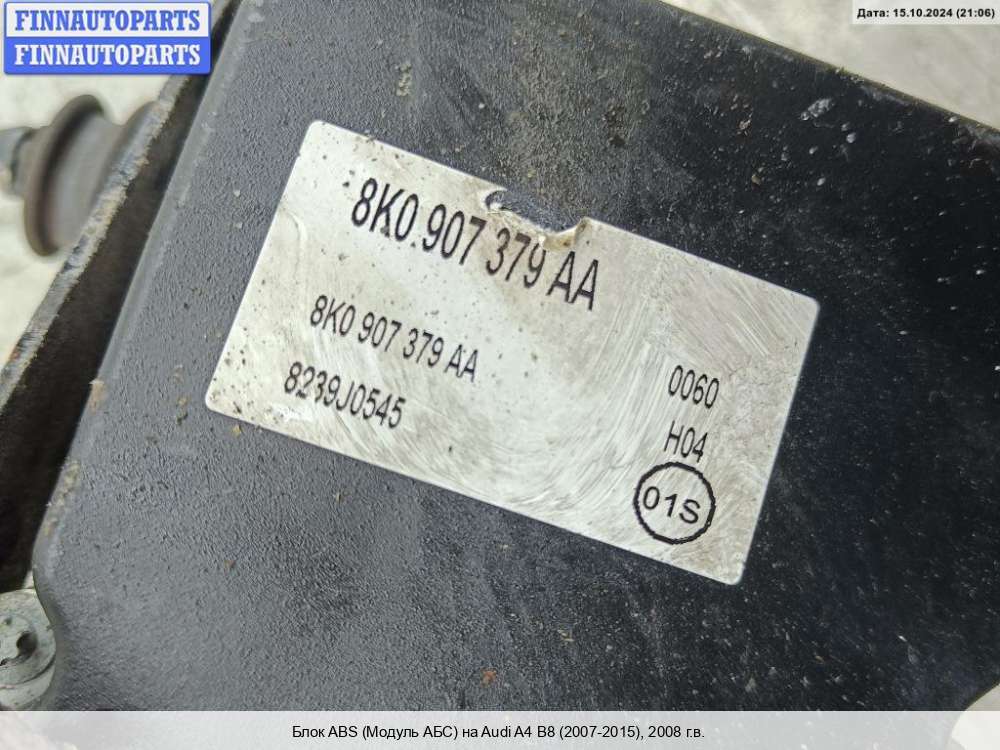 FINNAUTOPARTS
FINNAUTOPARTS
Дата: 15.10.2024 (21:06)
8K0.907 379 AA
8K0 907 379 AA
8239J0545
0060
H04
01S
Блок ABS (Модуль АБС) на Audi A4 B8 (2007-2015), 2008 г.в.